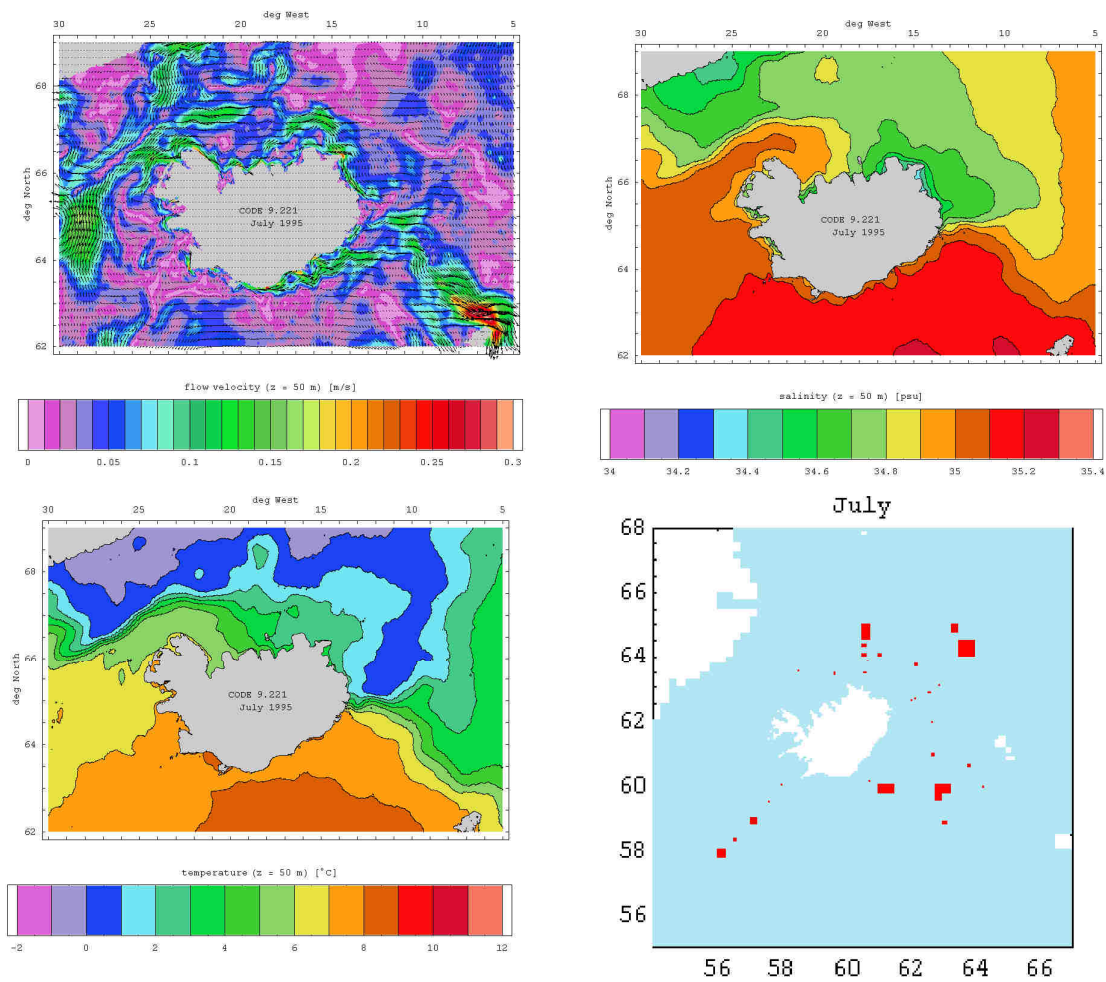 deg West
30 25 20 15 10 5
68
66
64
62
deg North
CODE 9.221
July 1995
flow velocity (z = 50 m) [m/s]
0 0.05 0.1 0.15 0.2 0.25 0.3
deg West
30 25 20 15 10 5
68
66
64
62
deg North
CODE 9.221
July 1995
salinity (z = 50 m) [psu]
34 34.2 34.4 34.6 34.8 35 35.2 35.4
deg West
30 25 20 15 10 5
68
66
64
62
deg North
CODE 9.221
July 1995
temperature (z = 50 m) [°C]
-2 0 2 4 6 8 10 12
July
68
66
64
62
60
58
56
56 58 60 62 64 66